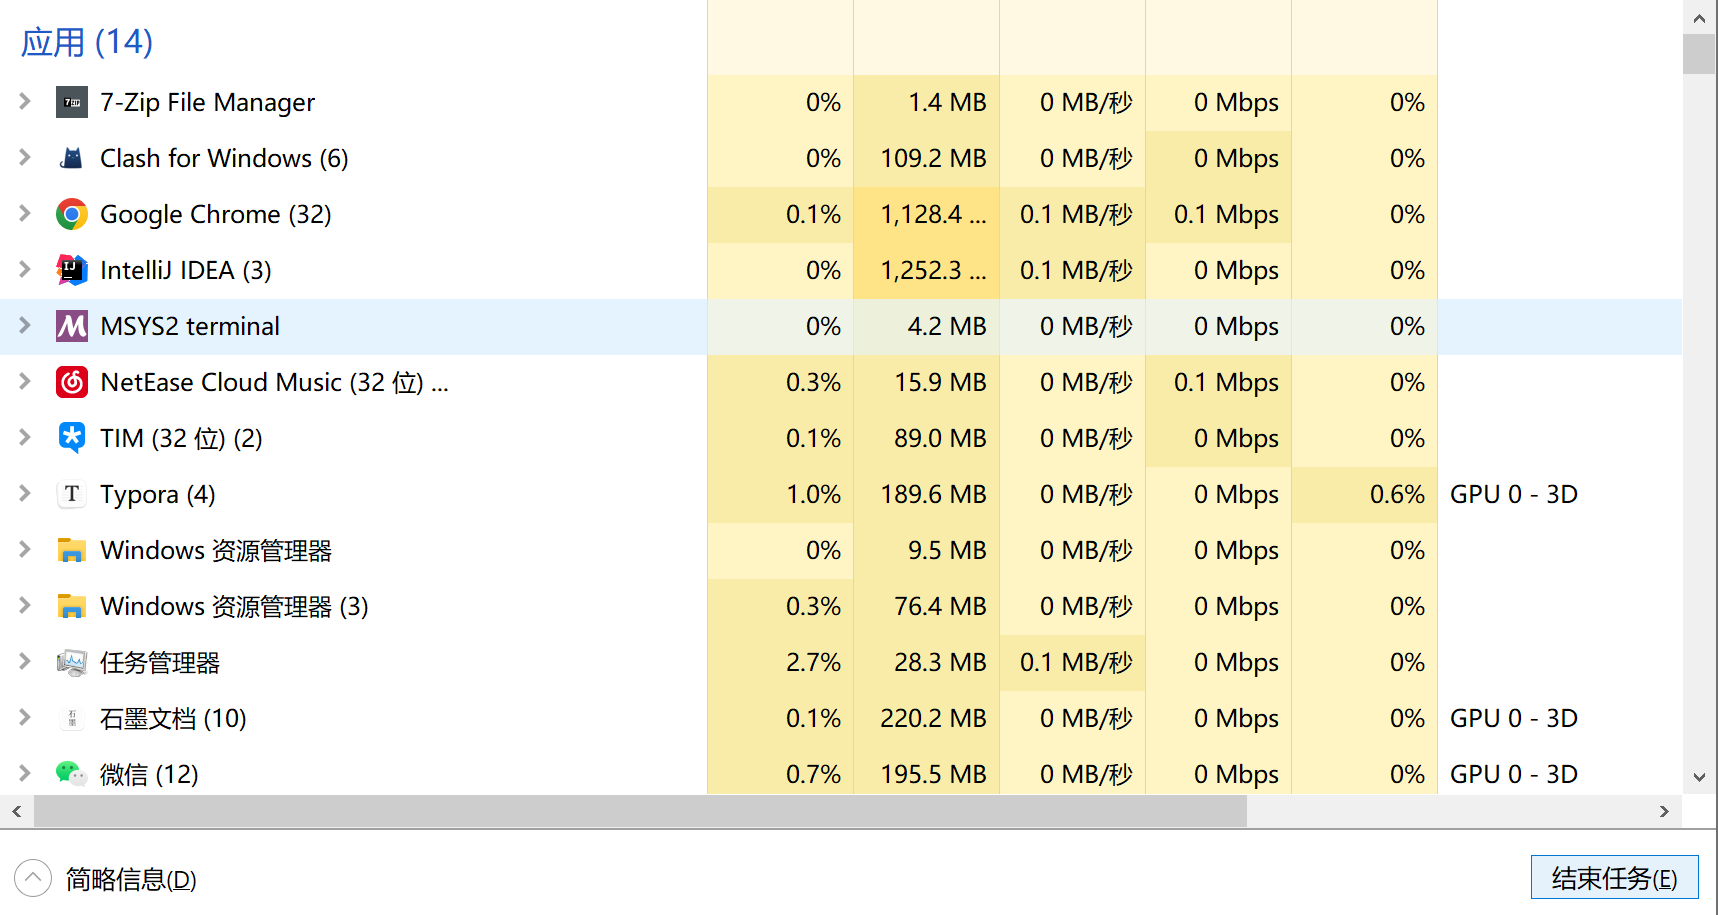 应用 (14)
7-Zip File Manager 0% 1.4 MB 0 MB/秒 0 Mbps 0%
Clash for Windows (6) 0% 109.2 MB 0 MB/秒 0 Mbps 0%
Google Chrome (32) 0.1% 1,128.4 ... 0.1 MB/秒 0.1 Mbps 0%
IntelliJ IDEA (3) 0% 1,252.3 ... 0.1 MB/秒 0 Mbps 0%
MSYS2 terminal 0% 4.2 MB 0 MB/秒 0 Mbps 0%
NetEase Cloud Music (32 位) ... 0.3% 15.9 MB 0 MB/秒 0.1 Mbps 0%
TIM (32 位) (2) 0.1% 89.0 MB 0 MB/秒 0 Mbps 0%
Typora (4) 1.0% 189.6 MB 0 MB/秒 0 Mbps 0.6% GPU 0 - 3D
Windows 资源管理器 0% 9.5 MB 0 MB/秒 0 Mbps 0%
Windows 资源管理器 (3) 0.3% 76.4 MB 0 MB/秒 0 Mbps 0%
任务管理器 2.7% 28.3 MB 0.1 MB/秒 0 Mbps 0%
石墨文档 (10) 0.1% 220.2 MB 0 MB/秒 0 Mbps 0% GPU 0 - 3D
微信 (12) 0.7% 195.5 MB 0 MB/秒 0 Mbps 0% GPU 0 - 3D
简略信息(D) 结束任务(E)